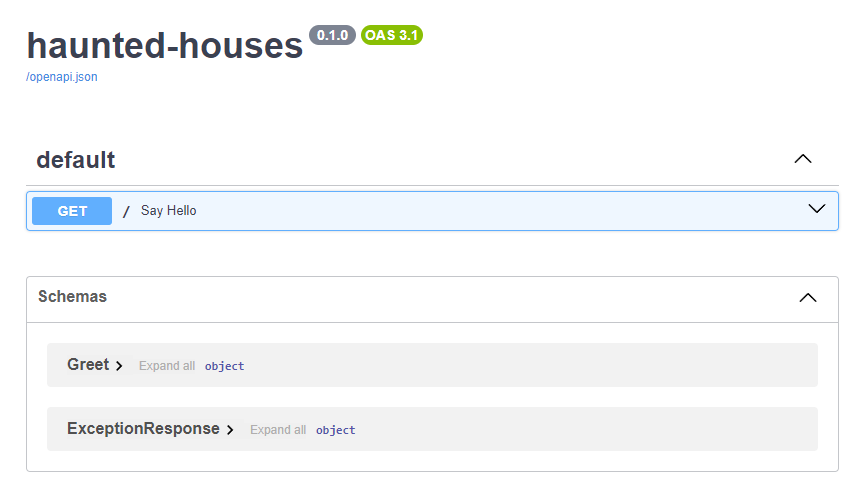 haunted-houses 0.1.0 OAS 3.1
/openapi.json
default
GET / Say Hello
Schemas
Greet Expand all object
ExceptionResponse Expand all object